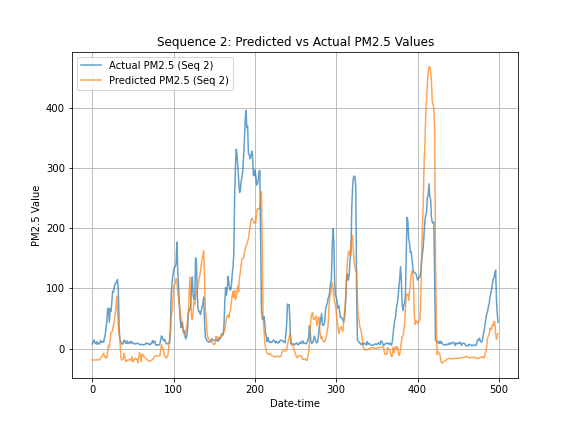 Sequence 2: Predicted vs Actual PM2.5 Values
Actual PM2.5 (Seq 2)
Predicted PM2.5 (Seq 2)
PM2.5 Value
400
300
200
100
0
0 100 200 300 400 500
Date-time